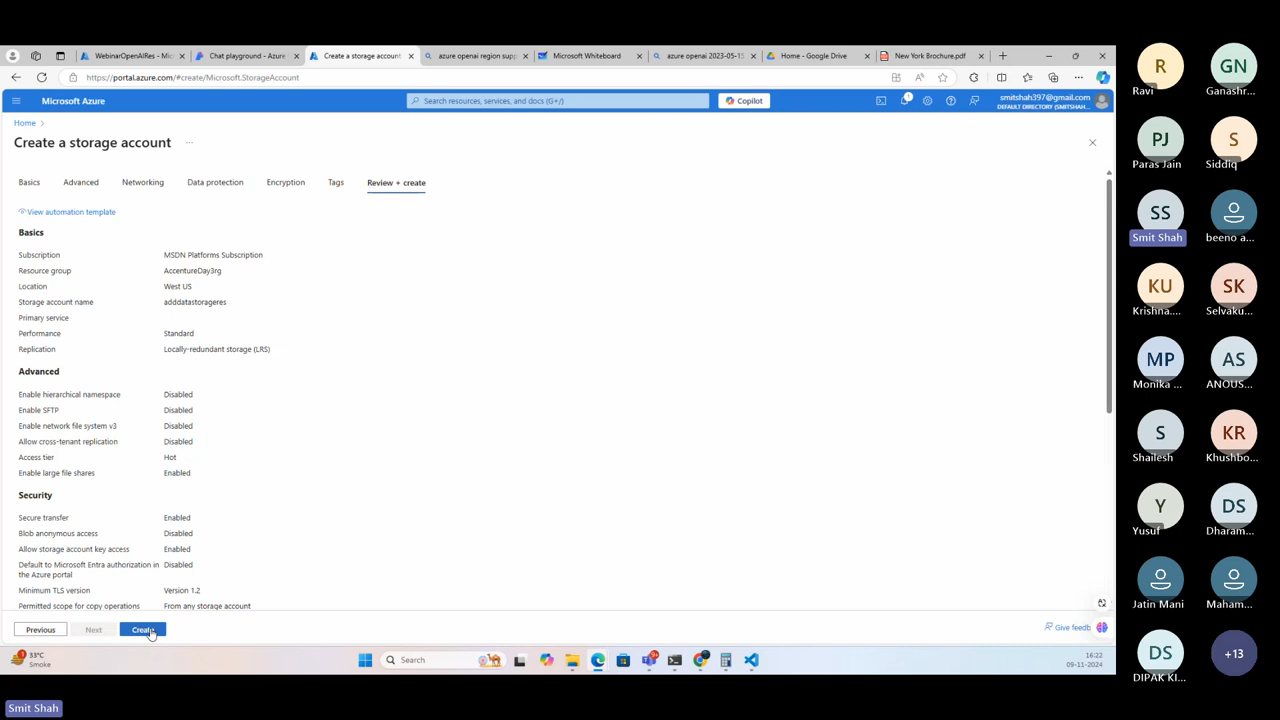 WebinarOpenAIRes - Mic
Chat playground - Azure
Create a storage account
azure openai region supp
Microsoft Whiteboard
azure openai 2023-05-15
Home - Google Drive
New York Brochure.pdf
https://portal.azure.com/#create/Microsoft.StorageAccount
Microsoft Azure
Search resources, services, and docs (G+/)
Copilot
1
smitshah397@gmail.com
DEFAULT DIRECTORY (SMITSHAH...
Home
Create a storage account
...
Basics
Advanced
Networking
Data protection
Encryption
Tags
Review + create
View automation template
Basics
Subscription MSDN Platforms Subscription
Resource group AccentureDay3rg
Location West US
Storage account name adddatastorageres
Primary service
Performance Standard
Replication Locally-redundant storage (LRS)
Advanced
Enable hierarchical namespace Disabled
Enable SFTP Disabled
Enable network file system v3 Disabled
Allow cross-tenant replication Disabled
Access tier Hot
Enable large file shares Enabled
Security
Secure transfer Enabled
Blob anonymous access Disabled
Allow storage account key access Enabled
Default to Microsoft Entra authorization in Disabled
the Azure portal
Minimum TLS version Version 1.2
Permitted scope for copy operations From any storage account
Previous
Next
Create
Give feedb
33°C
Smoke
Search
16:22
09-11-2024
R
Ravi
GN
Ganashr...
PJ
Paras Jain
S
Siddiq
SS
Smit Shah
beeno a...
KU
Krishna....
SK
Selvaku...
MP
Monika ...
AS
ANOUS...
S
Shailesh
KR
Khushbo...
Y
Yusuf
DS
Dharam...
Jatin Mani
Maham...
DS
DIPAK KI...
+13
Smit Shah